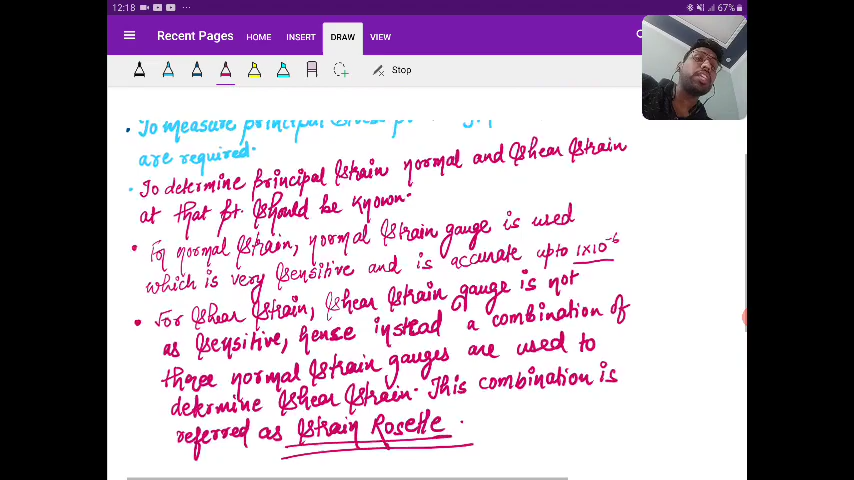 12:18
67%
Recent Pages HOME INSERT DRAW VIEW
Stop
To measure principal
are required.
To determine principal strain normal and shear strain
at that pt. should be known.
For normal strain, normal strain gauge is used
which is very sensitive and is accurate upto 1×10⁻⁶
For shear strain, shear strain gauge is not
as sensitive, hense instead a combination of
three normal strain gauges are used to
determine shear strain. This combination is
referred as strain Rosette.